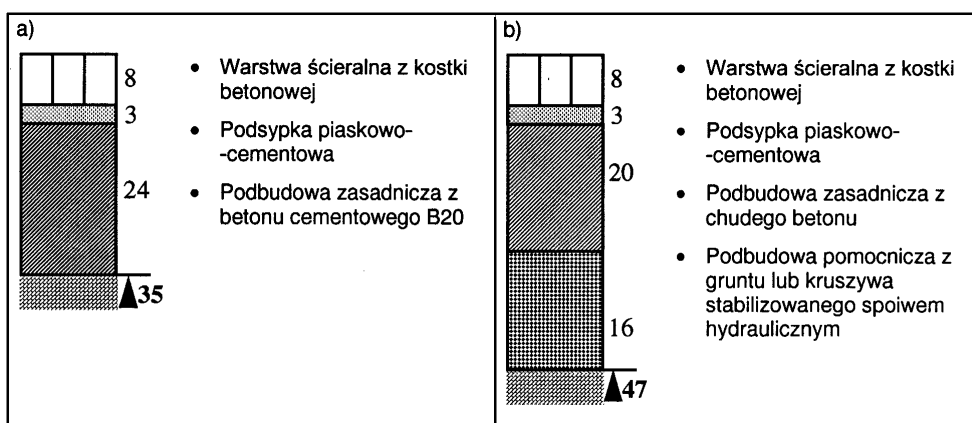 a)
8
3
24
35
• Warstwa ścieralna z kostki
betonowej
• Podsypka piaskowo-
-cementowa
• Podbudowa zasadnicza z
betonu cementowego B20
b)
8
3
20
16
47
• Warstwa ścieralna z kostki
betonowej
• Podsypka piaskowo-
-cementowa
• Podbudowa zasadnicza z
chudego betonu
• Podbudowa pomocnicza z
gruntu lub kruszywa
stabilizowanego spoiwem
hydraulicznym